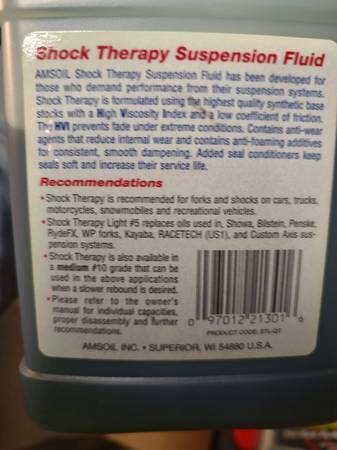 Shock Therapy Suspension Fluid
AMSOIL Shock Therapy Suspension Fluid has been developed for
those who demand performance from their suspension systems.
Shock Therapy is formulated using the highest quality synthetic base
stocks with a High Viscosity Index and a low coefficient of friction.
The HVI prevents fade under extreme conditions. Contains anti-wear
agents that reduce internal wear and contains anti-foaming additives
for consistent, smooth dampening. Added seal conditioners keep
seals soft and increase their service life.
Recommendations
• Shock Therapy is recommended for forks and shocks on cars, trucks,
motorcycles, snowmobiles and recreational vehicles.
• Shock Therapy Light #5 replaces oils used in, Showa, Bilstein, Penske,
RydeFX, WP forks, Kayaba, RACETECH (US1), and Custom Axis sus-
pension systems.
• Shock Therapy is also available in
a medium #10 grade that can be
used in the above applications
when a slower rebound is desired.
• Please refer to the owner's
manual for individual capacities,
proper disassembly and further
recommendations.
0 97012 21301 6
PRODUCT CODE: STL-QT
AMSOIL INC. • SUPERIOR, WI 54880 U.S.A.